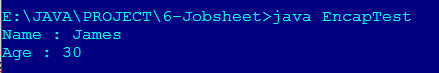 E:\JAVA\PROJECT\6-Jobsheet>java EncapTest
Name : James
Age : 30